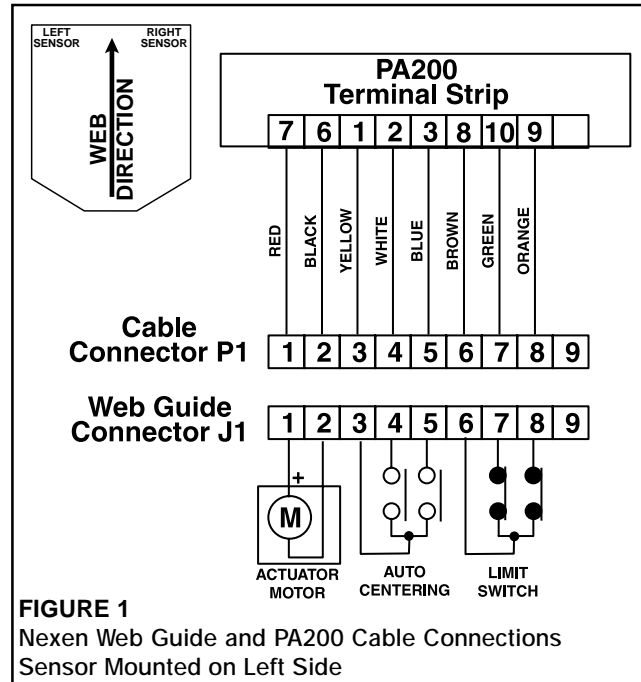 LEFT
SENSOR
RIGHT
SENSOR
WEB
DIRECTION
PA200
Terminal Strip
7 6 1 2 3 8 10 9
RED
BLACK
YELLOW
WHITE
BLUE
BROWN
GREEN
ORANGE
Cable
Connector P1
1 2 3 4 5 6 7 8 9
Web Guide
Connector J1
1 2 3 4 5 6 7 8 9
+
M
ACTUATOR
MOTOR
AUTO
CENTERING
LIMIT
SWITCH
FIGURE 1
Nexen Web Guide and PA200 Cable Connections
Sensor Mounted on Left Side